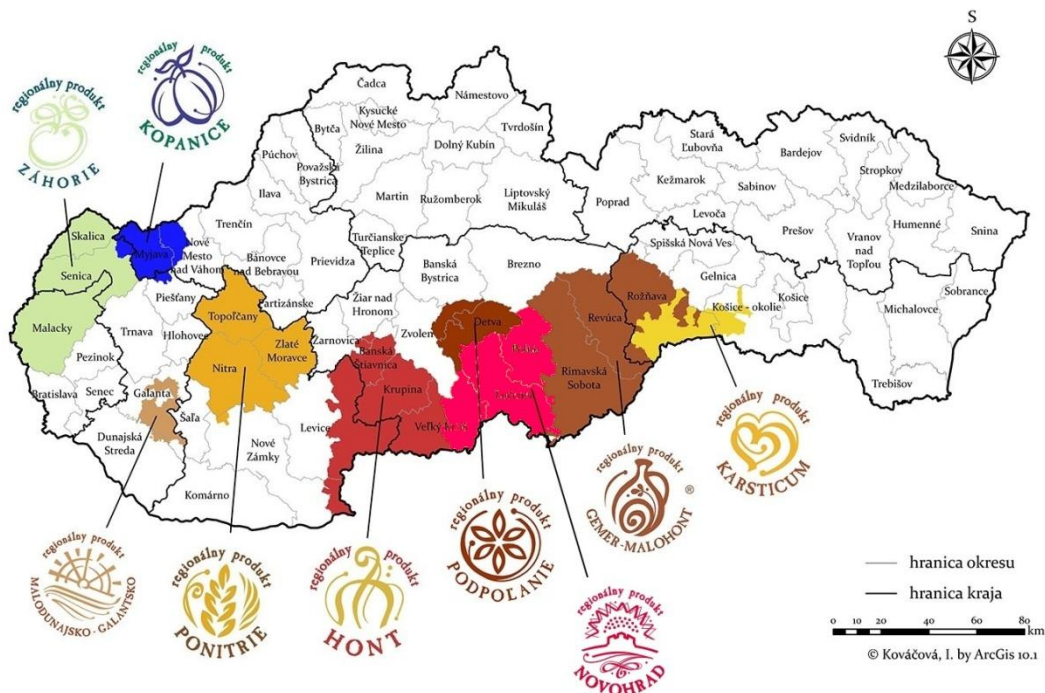 S
regionálny produkt
KOPANICE
regionálny produkt
ZÁHORIE
Čadca
Námestovo
Kysucké
Nové Mesto
Tvrdošín
Bytča
Žilina
Dolný Kubín
Púchov
Považská
Bystrica
Ilava
Martin
Ružomberok
Liptovský
Mikuláš
Stará
Ľubovňa
Bardejov
Svidník
Stropkov
Medzilaborce
Kežmarok
Sabinov
Poprad
Levoča
Prešov
Humenné
Snina
Vranov
nad
Topľou
Skalica
Myjava
Senica
Nové
Mesto
nad Váhom
Trenčín
Bánovce
nad Bebravou
Prievidza
Turčianske
Teplice
Banská
Bystrica
Brezno
Spišská Nová Ves
Gelnica
Rožňava
Košice - okolie
Košice
Michalovce
Sobrance
Trebišov
Malacky
Piešťany
Trnava
Hlohovec
Topoľčany
Partizánske
Žiar nad
Hronom
Žarnovica
Zvolen
Detva
Revúca
Pezinok
Bratislava
Senec
Galanta
Nitra
Zlaté
Moravce
Banská
Štiavnica
Krupina
Rimavská
Sobota
Dunajská
Streda
Šaľa
Levice
Nové
Zámky
Komárno
regionálny produkt
MALODUNAJSKO - GALANTSKO
regionálny produkt
PONITRIE
regionálny produkt
HONT
regionálny produkt
PODPOĽANIE
regionálny produkt
NOVOHRAD
regionálny produkt
GEMER-MALOHONT
®
regionálny produkt
KARSTICUM
hranica okresu
hranica kraja
0 10 20 40 60 80
km
© Kováčová, I. by ArcGis 10.1